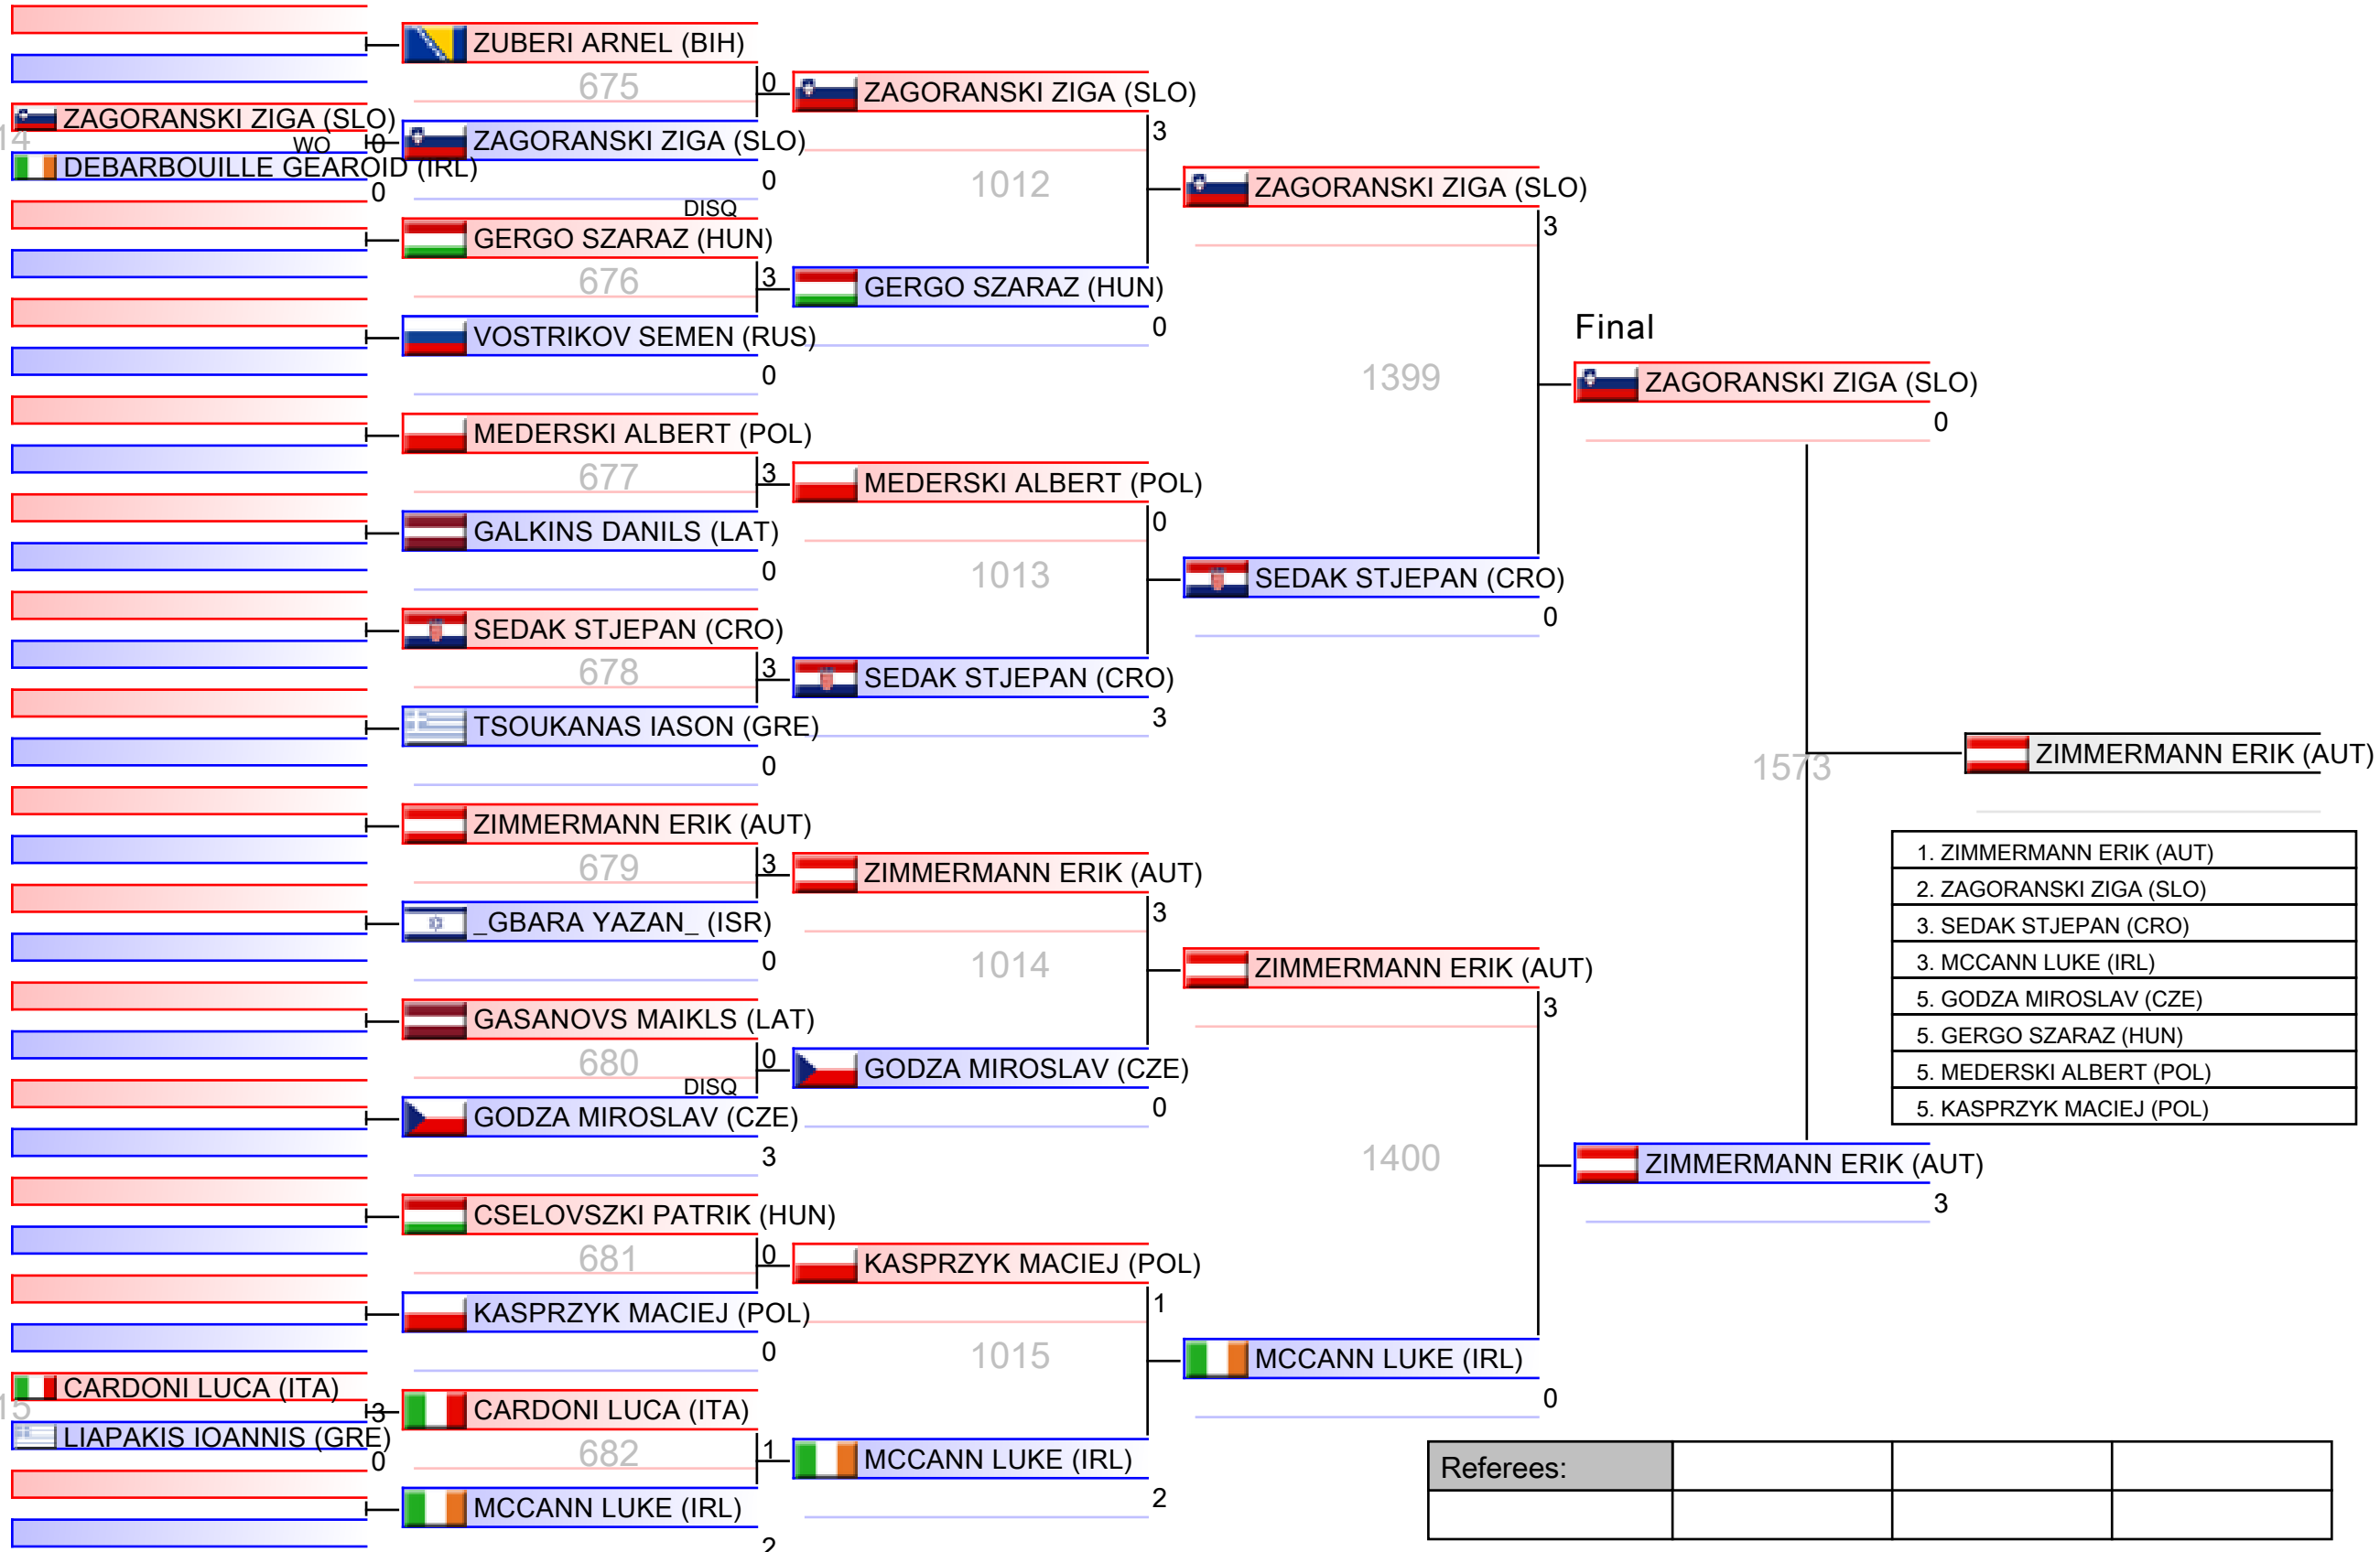 ZUBERI ARNEL (BIH)
675
0
ZAGORANSKI ZIGA (SLO)
ZAGORANSKI ZIGA (SLO)
14
WO
0
ZAGORANSKI ZIGA (SLO)
3
DEBARBOUILLE GEAROID (IRL)
0
0
1012
ZAGORANSKI ZIGA (SLO)
DISQ
3
GERGO SZARAZ (HUN)
676
3
GERGO SZARAZ (HUN)
0
VOSTRIKOV SEMEN (RUS)
0
Final
1399
ZAGORANSKI ZIGA (SLO)
0
MEDERSKI ALBERT (POL)
677
3
MEDERSKI ALBERT (POL)
0
GALKINS DANILS (LAT)
0
1013
SEDAK STJEPAN (CRO)
0
SEDAK STJEPAN (CRO)
678
3
SEDAK STJEPAN (CRO)
3
TSOUKANAS IASON (GRE)
0
1573
ZIMMERMANN ERIK (AUT)
ZIMMERMANN ERIK (AUT)
679
3
ZIMMERMANN ERIK (AUT)
3
_GBARA YAZAN_ (ISR)
0
1014
ZIMMERMANN ERIK (AUT)
3
1. ZIMMERMANN ERIK (AUT)
2. ZAGORANSKI ZIGA (SLO)
3. SEDAK STJEPAN (CRO)
3. MCCANN LUKE (IRL)
5. GODZA MIROSLAV (CZE)
5. GERGO SZARAZ (HUN)
5. MEDERSKI ALBERT (POL)
5. KASPRZYK MACIEJ (POL)
GASANOVS MAIKLS (LAT)
680
0
DISQ
GODZA MIROSLAV (CZE)
0
GODZA MIROSLAV (CZE)
3
1400
ZIMMERMANN ERIK (AUT)
3
CSELOVSZKI PATRIK (HUN)
681
0
KASPRZYK MACIEJ (POL)
1
KASPRZYK MACIEJ (POL)
0
1015
MCCANN LUKE (IRL)
0
CARDONI LUCA (ITA)
15
3
CARDONI LUCA (ITA)
LIAPAKIS IOANNIS (GRE)
0
682
1
MCCANN LUKE (IRL)
2
MCCANN LUKE (IRL)
2
Referees: